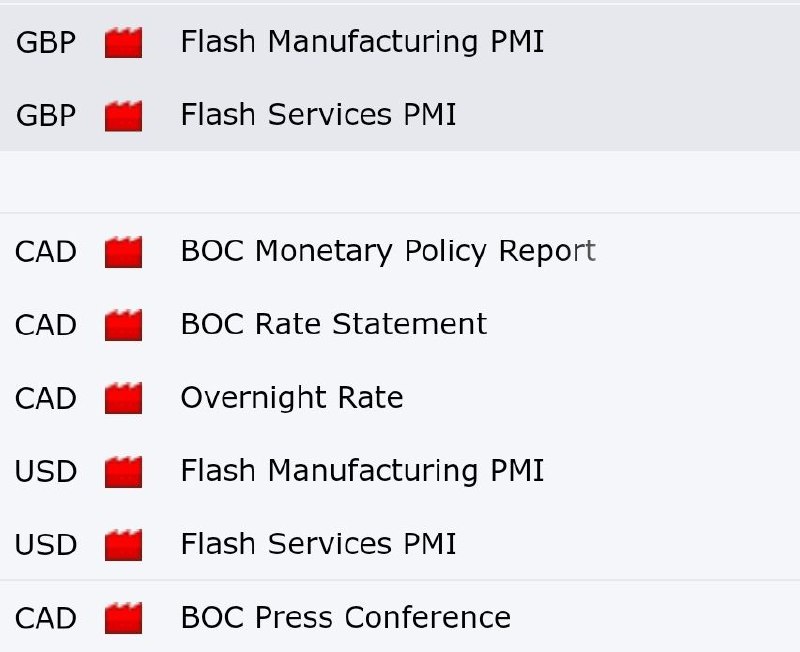 GBP Flash Manufacturing PMI
GBP Flash Services PMI
CAD BOC Monetary Policy Report
CAD BOC Rate Statement
CAD Overnight Rate
USD Flash Manufacturing PMI
USD Flash Services PMI
CAD BOC Press Conference